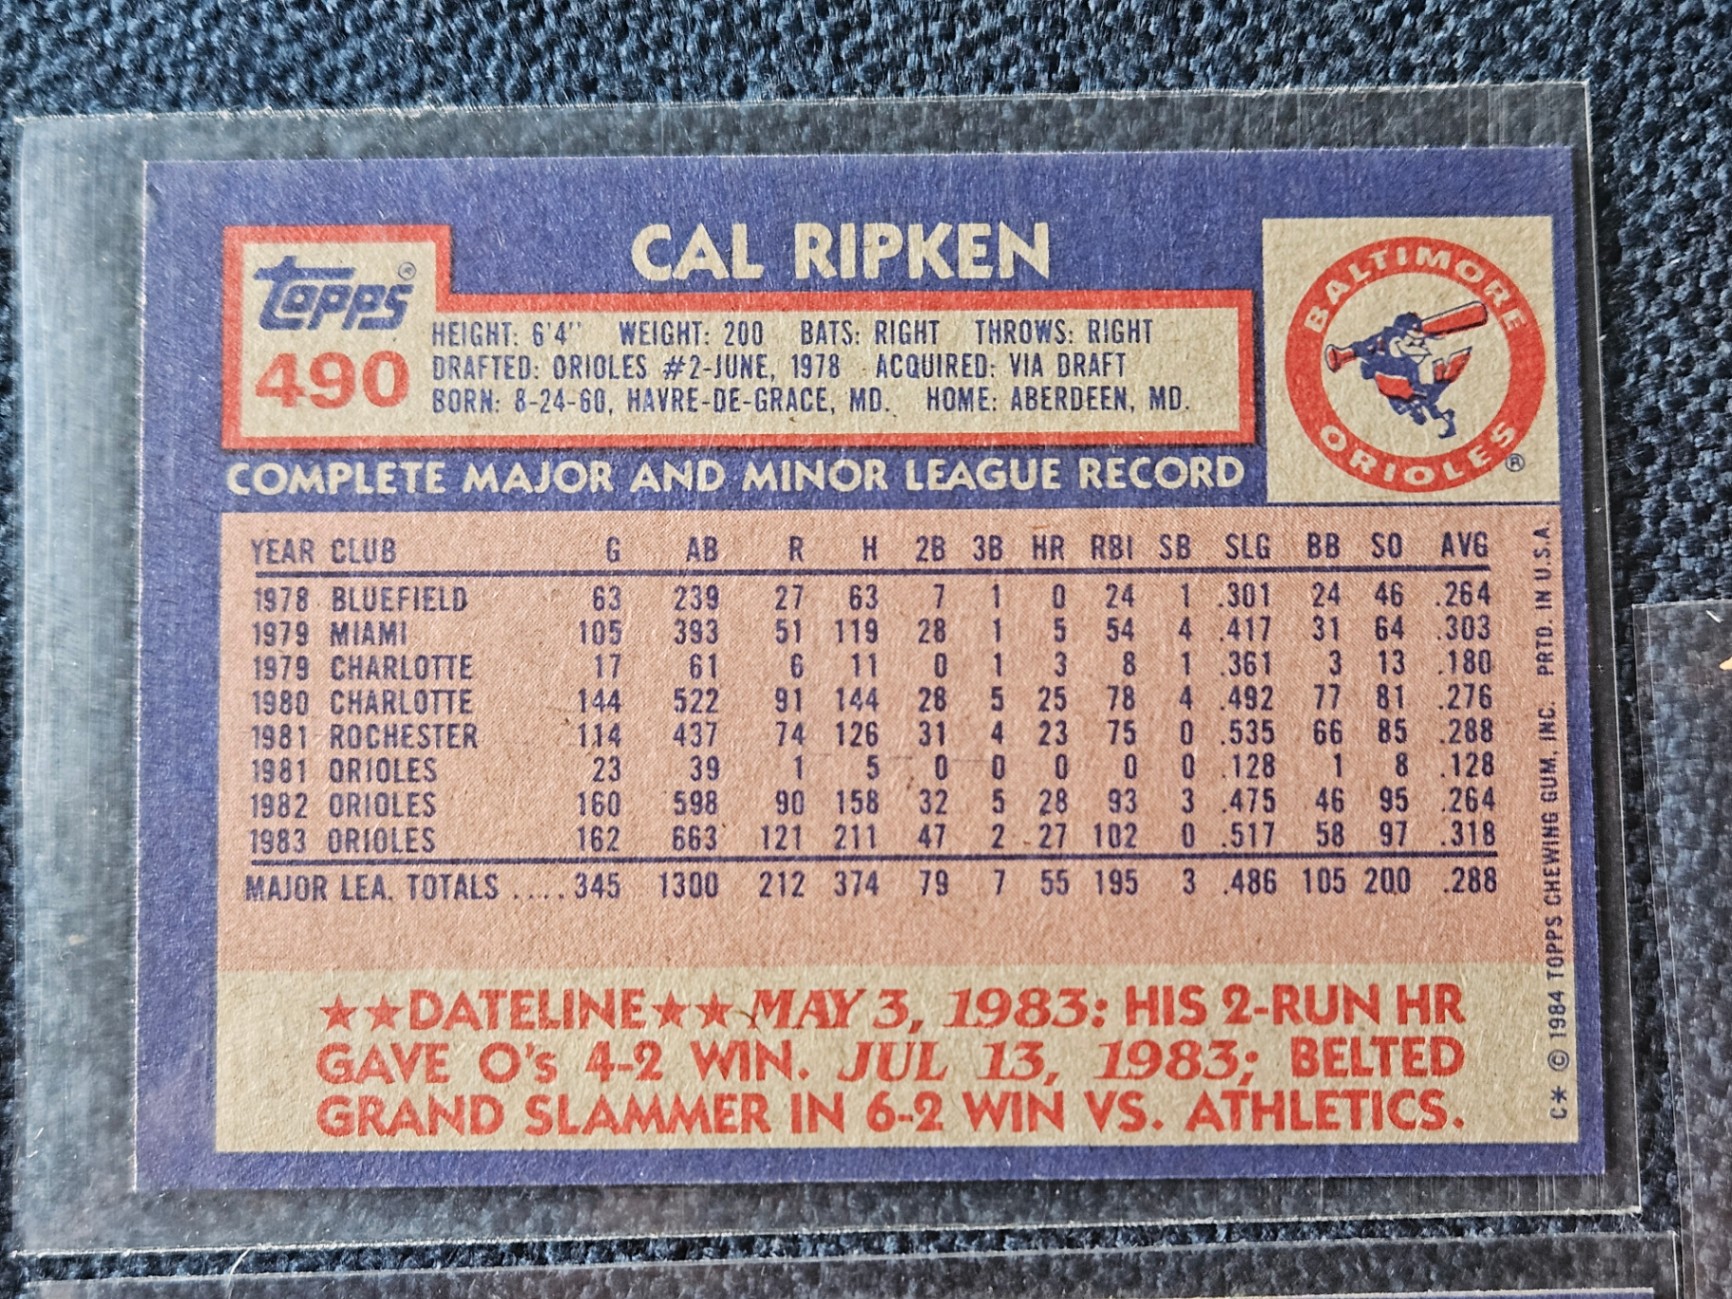 CAL RIPKEN
Topps®
490
HEIGHT: 6'4" WEIGHT: 200 BATS: RIGHT THROWS: RIGHT
DRAFTED: ORIOLES #2-JUNE, 1978 ACQUIRED: VIA DRAFT
BORN: 8-24-60, HAVRE-DE-GRACE, MD. HOME: ABERDEEN, MD.
BALTIMORE
ORIOLES®
COMPLETE MAJOR AND MINOR LEAGUE RECORD
YEAR CLUB G AB R H 2B 3B HR RBI SB SLG BB SO AVG
1978 BLUEFIELD 63 239 27 63 7 1 0 24 1 .301 24 46 .264
1979 MIAMI 105 393 51 119 28 1 5 54 4 .417 31 64 .303
1979 CHARLOTTE 17 61 6 11 0 1 3 8 1 .361 3 13 .180
1980 CHARLOTTE 144 522 91 144 28 5 25 78 4 .492 77 81 .276
1981 ROCHESTER 114 437 74 126 31 4 23 75 0 .535 66 85 .288
1981 ORIOLES 23 39 1 5 0 0 0 0 0 .128 1 8 .128
1982 ORIOLES 160 598 90 158 32 5 28 93 3 .475 46 95 .264
1983 ORIOLES 162 663 121 211 47 2 27 102 0 .517 58 97 .318
MAJOR LEA. TOTALS ..... 345 1300 212 374 79 7 55 195 3 .486 105 200 .288
★★DATELINE★★ MAY 3, 1983: HIS 2-RUN HR
GAVE O's 4-2 WIN. JUL 13, 1983; BELTED
GRAND SLAMMER IN 6-2 WIN VS. ATHLETICS.
C* © 1984 TOPPS CHEWING GUM, INC. PRTD. IN U.S.A.